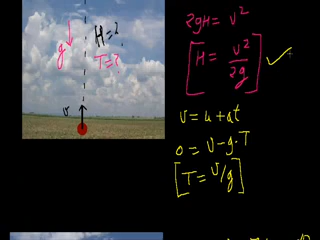 g
H=?
T=?
v
2gH = v²
[H = v²/2g]
v = u + at
0 = v - g.T
[T = v/g]